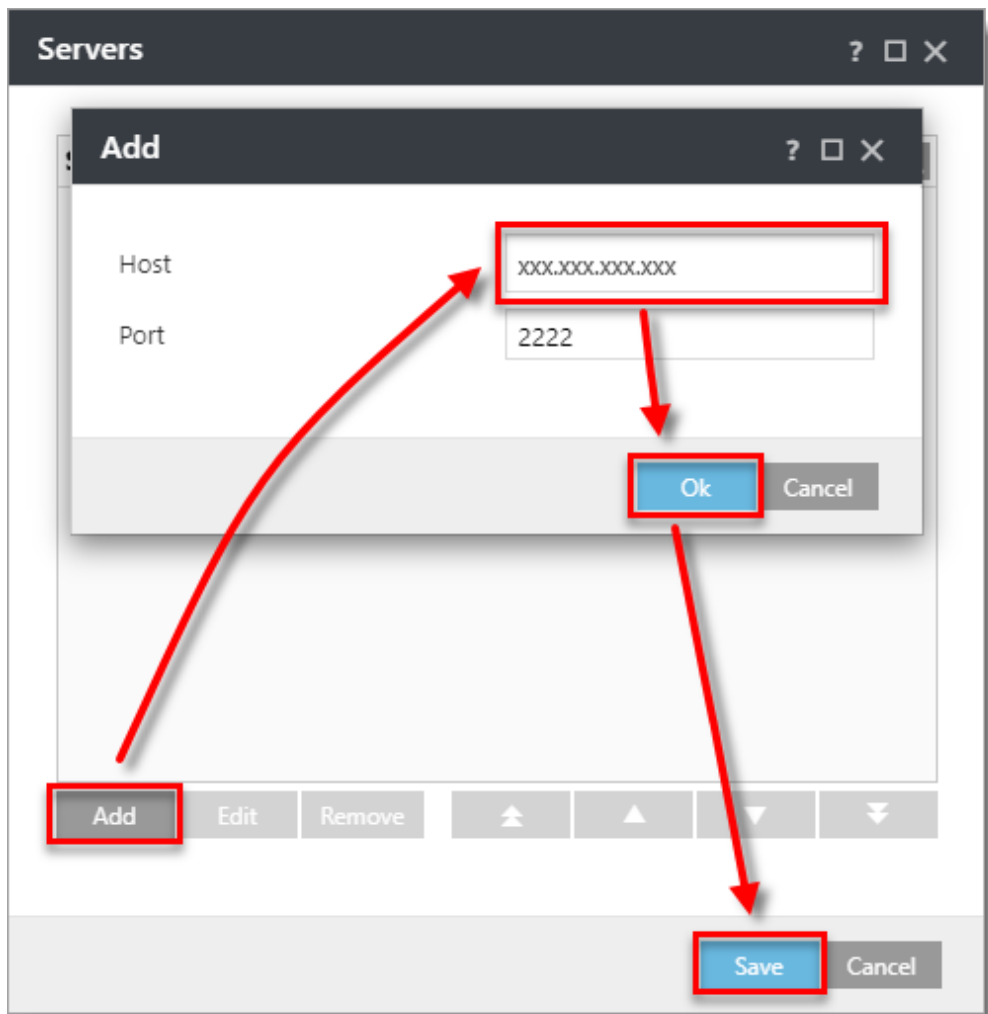 Servers ?
Add ?
Host xxx.xxx.xxx.xxx
Port 2222
Ok Cancel
Add Edit Remove
Save Cancel